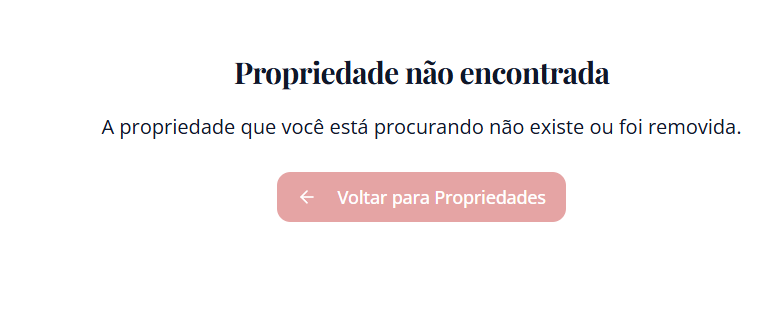 Propriedade não encontrada
A propriedade que você está procurando não existe ou foi removida.
Voltar para Propriedades